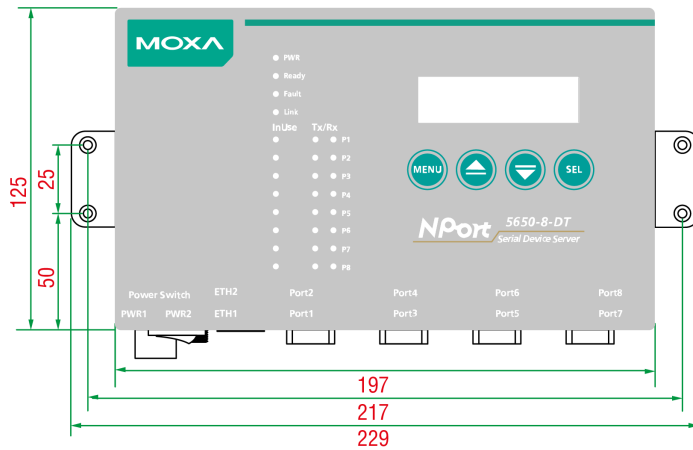 MOXA
PWR
Ready
Fault
Link
InUse Tx/Rx
P1
P2
P3
P4
P5
P6
P7
P8
MENU SEL
NPort 5650-8-DT
Serial Device Server
Power Switch ETH2 Port2 Port4 Port6 Port8
PWR1 PWR2 ETH1 Port1 Port3 Port5 Port7
125
25
50
197
217
229